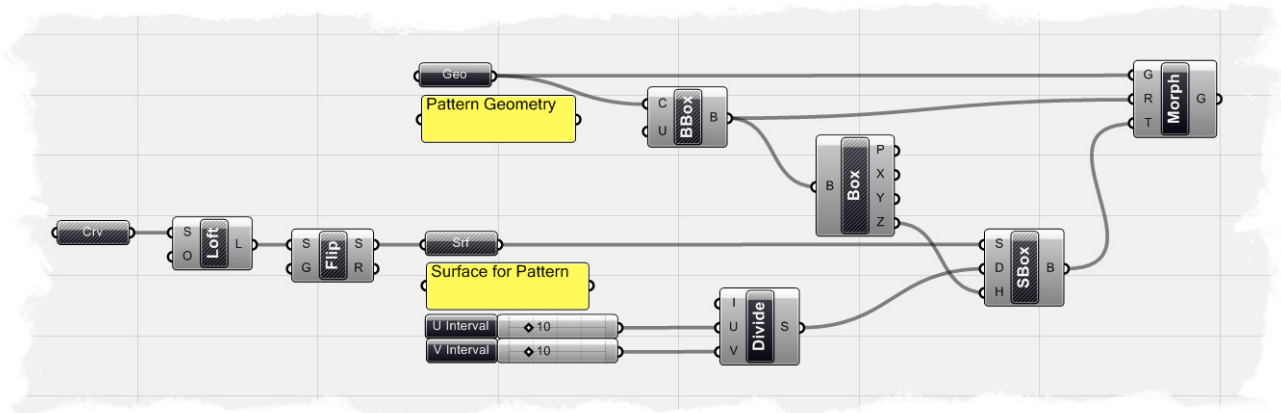 Geo
Pattern Geometry
C
U
BBox
B
G
R
T
Morph
G
B
Box
P
X
Y
Z
Crv
S
O
Loft
L
S
G
Flip
S
R
Srf
Surface for Pattern
U Interval 10
V Interval 10
I
U
V
Divide
S
S
D
H
SBox
B